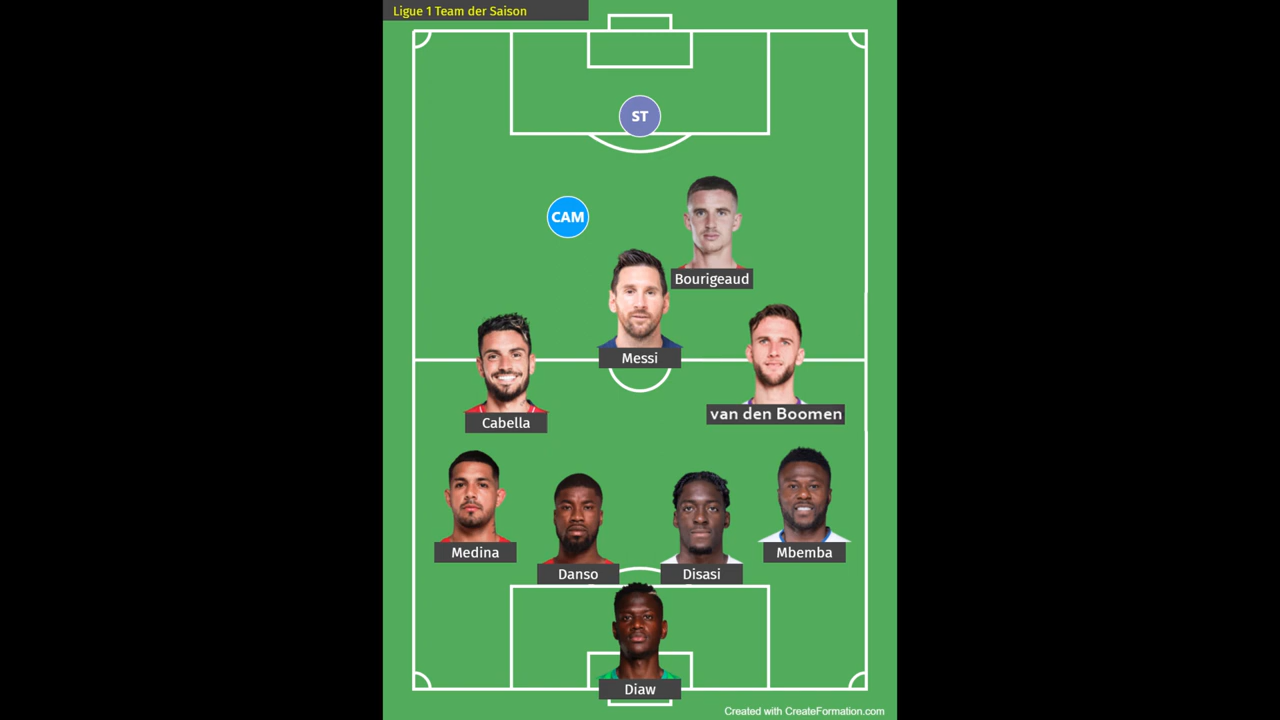 Ligue 1 Team der Saison
ST
CAM
Bourigeaud
Messi
Cabella
van den Boomen
Medina
Mbemba
Danso
Disasi
Diaw
Created with CreateFormation.com